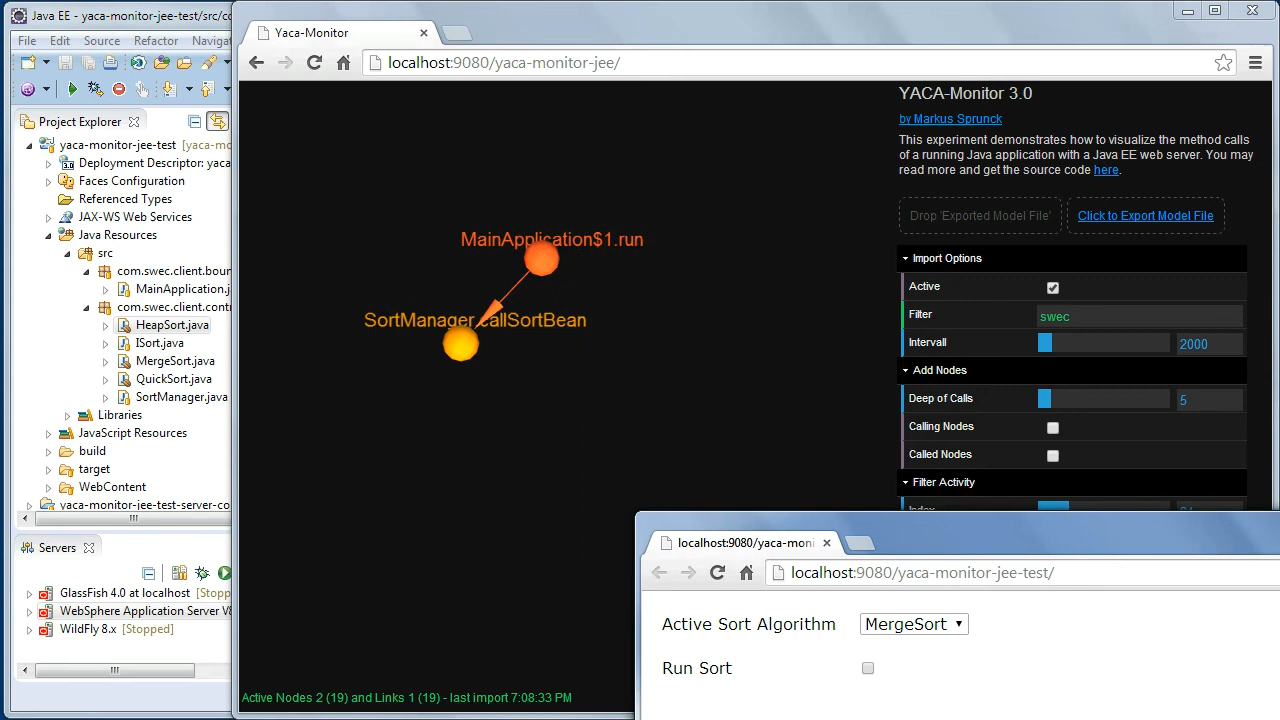 Java EE - yaca-monitor-jee-test/src/co
File Edit Source Refactor Naviga
Project Explorer
yaca-monitor-jee-test [yaca-mo
Deployment Descriptor: yaca
Faces Configuration
Referenced Types
JAX-WS Web Services
Java Resources
src
com.swec.client.bour
MainApplication.j
com.swec.client.contr
HeapSort.java
ISort.java
MergeSort.java
QuickSort.java
SortManager.java
Libraries
JavaScript Resources
build
target
WebContent
yaca-monitor-jee-test-server-co
Servers
GlassFish 4.0 at localhost [Stopp
WebSphere Application Server V8
WildFly 8.x [Stopped]
Yaca-Monitor
localhost:9080/yaca-monitor-jee/
MainApplication$1.run
SortManager.callSortBean
Active Nodes 2 (19) and Links 1 (19) - last import 7:08:33 PM
YACA-Monitor 3.0
by Markus Sprunck
This experiment demonstrates how to visualize the method calls
of a running Java application with a Java EE web server. You may
read more and get the source code here.
Drop 'Exported Model File' Click to Export Model File
Import Options
Active
Filter swec
Intervall 2000
Add Nodes
Deep of Calls 5
Calling Nodes
Called Nodes
Filter Activity
localhost:9080/yaca-moni
localhost:9080/yaca-monitor-jee-test/
Active Sort Algorithm MergeSort
Run Sort